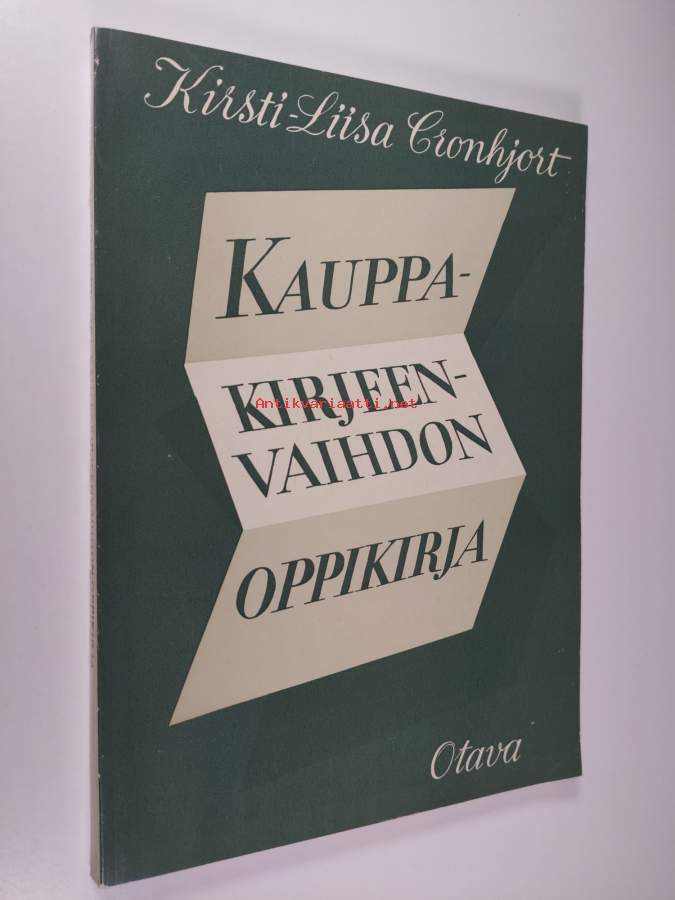 Kirsti-Liisa Cronhjort
KAUPPA-
KIRJEEN-
Antikvariaatti.net
VAIHDON
OPPIKIRJA
Otava